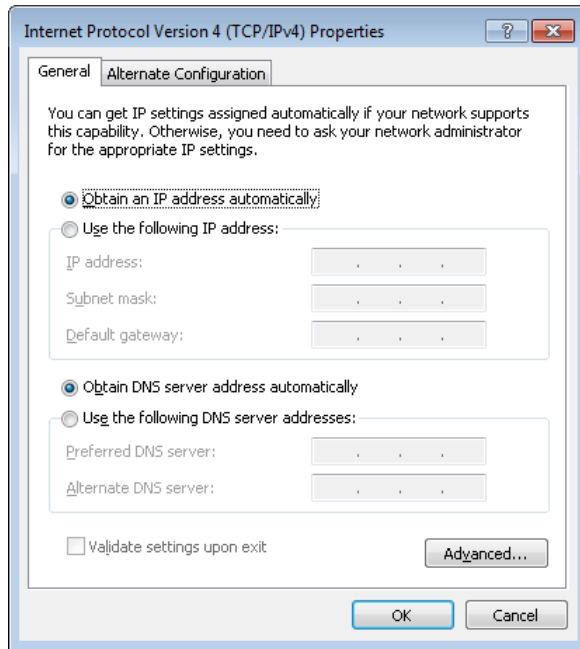 Internet Protocol Version 4 (TCP/IPv4) Properties
General
Alternate Configuration
You can get IP settings assigned automatically if your network supports
this capability. Otherwise, you need to ask your network administrator
for the appropriate IP settings.
Obtain an IP address automatically
Use the following IP address:
IP address:
Subnet mask:
Default gateway:
Obtain DNS server address automatically
Use the following DNS server addresses:
Preferred DNS server:
Alternate DNS server:
Validate settings upon exit
Advanced...
OK
Cancel